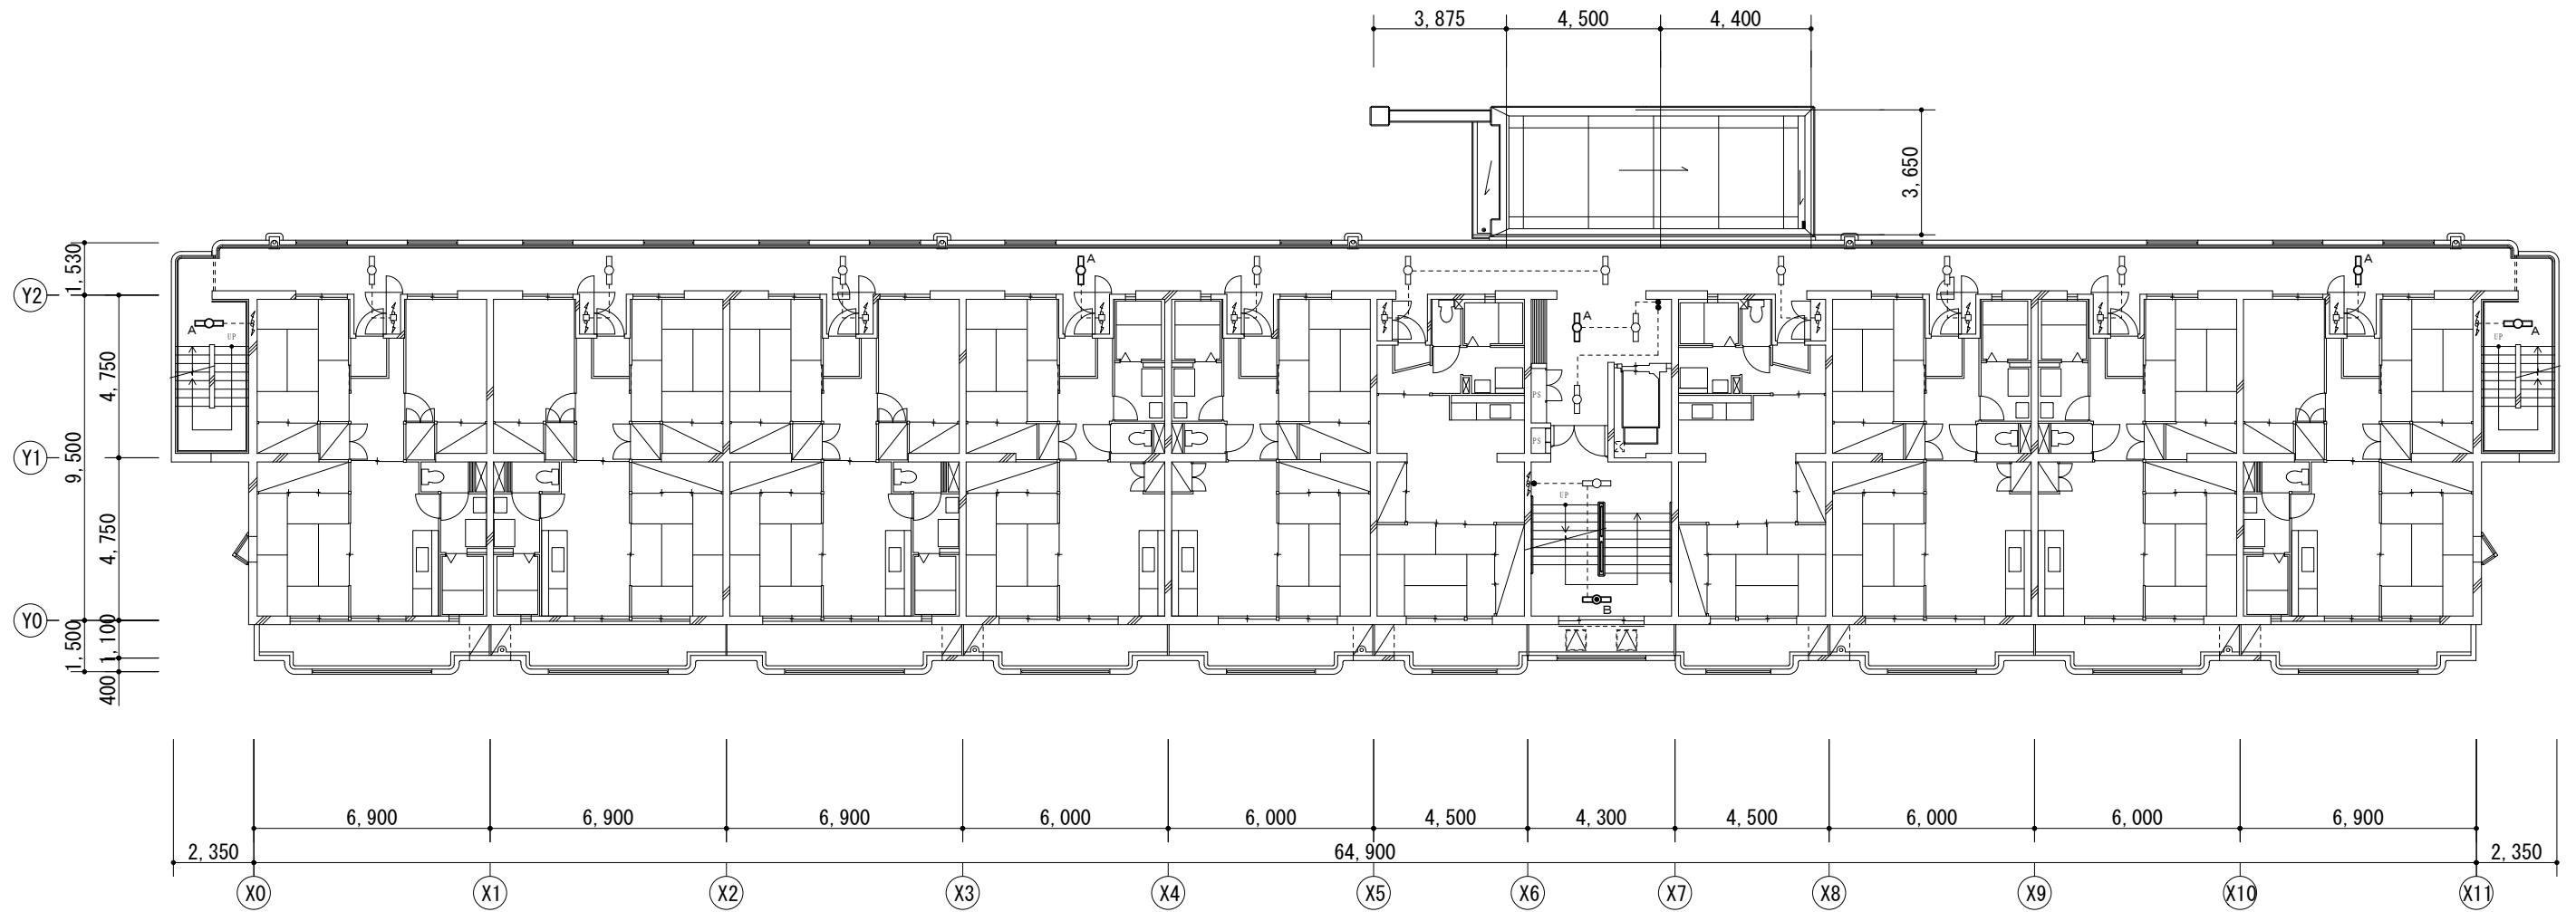 3,875 4,500 4,400
3,650
1,530
Y2
A A
A A A
UP UP
4,750
PS
9,500
Y1
PS
UP
4,750
B
Y0
1,500 1,100
400
6,900 6,900 6,900 6,000 6,000 4,500 4,300 4,500 6,000 6,000 6,900
2,350 64,900 2,350
X0 X1 X2 X3 X4 X5 X6 X7 X8 X9 X10 X11